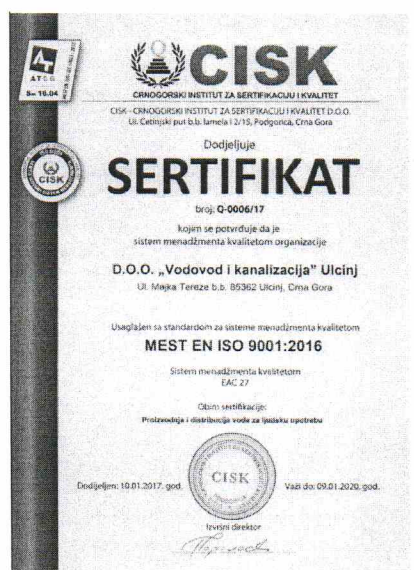 ATCG
S- 16.04
CISK
CRNOGORSKI INSTITUT ZA SERTIFIKACIJU I KVALITET
CISK - CRNOGORSKI INSTITUT ZA SERTIFIKACIJU I KVALITET D.O.O.
Ul. Cetinjski put b.b. lamela I 2/15, Podgorica, Crna Gora
Dodjeljuje
CISK
SERTIFIKAT
broj: Q-0006/17
kojim se potvrđuje da je
sistem menadžmenta kvalitetom organizacije
D.O.O. „Vodovod i kanalizacija" Ulcinj
Ul. Majka Tereze b.b. 85362 Ulcinj, Crna Gora
Usaglašen sa standardom za sisteme menadžmenta kvalitetom
MEST EN ISO 9001:2016
Sistem menadžmenta kvalitetom
EAC 27
Obim sertifikacije:
Proizvodnja i distribucija vode za ljudsku upotrebu
CISK
Dodijeljen: 10.01.2017. god.
Važi do: 09.01.2020. god.
Izvršni direktor